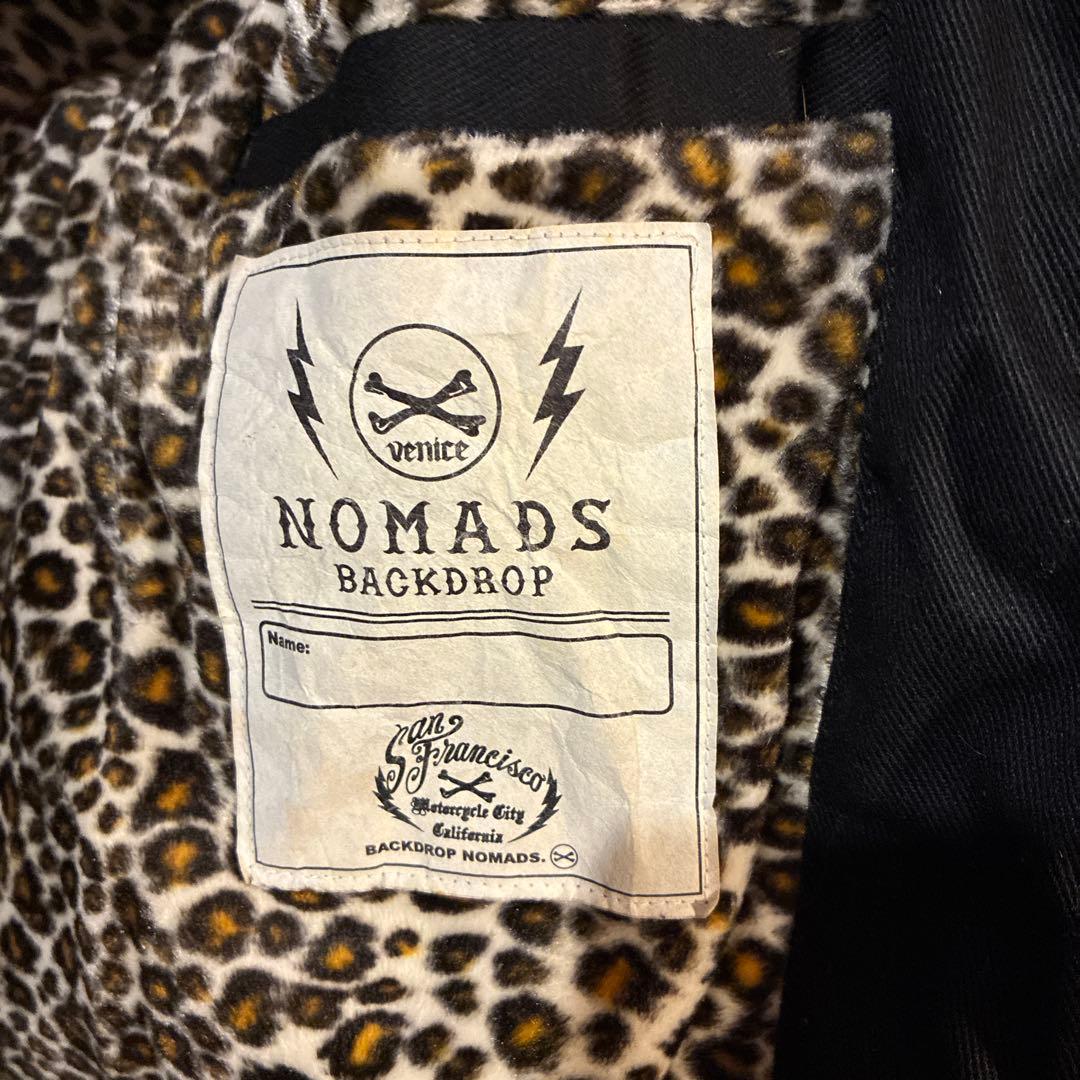 venice
NOMADS
BACKDROP
Name:
San
Francisco
Motorcycle City
California
BACKDROP NOMADS.